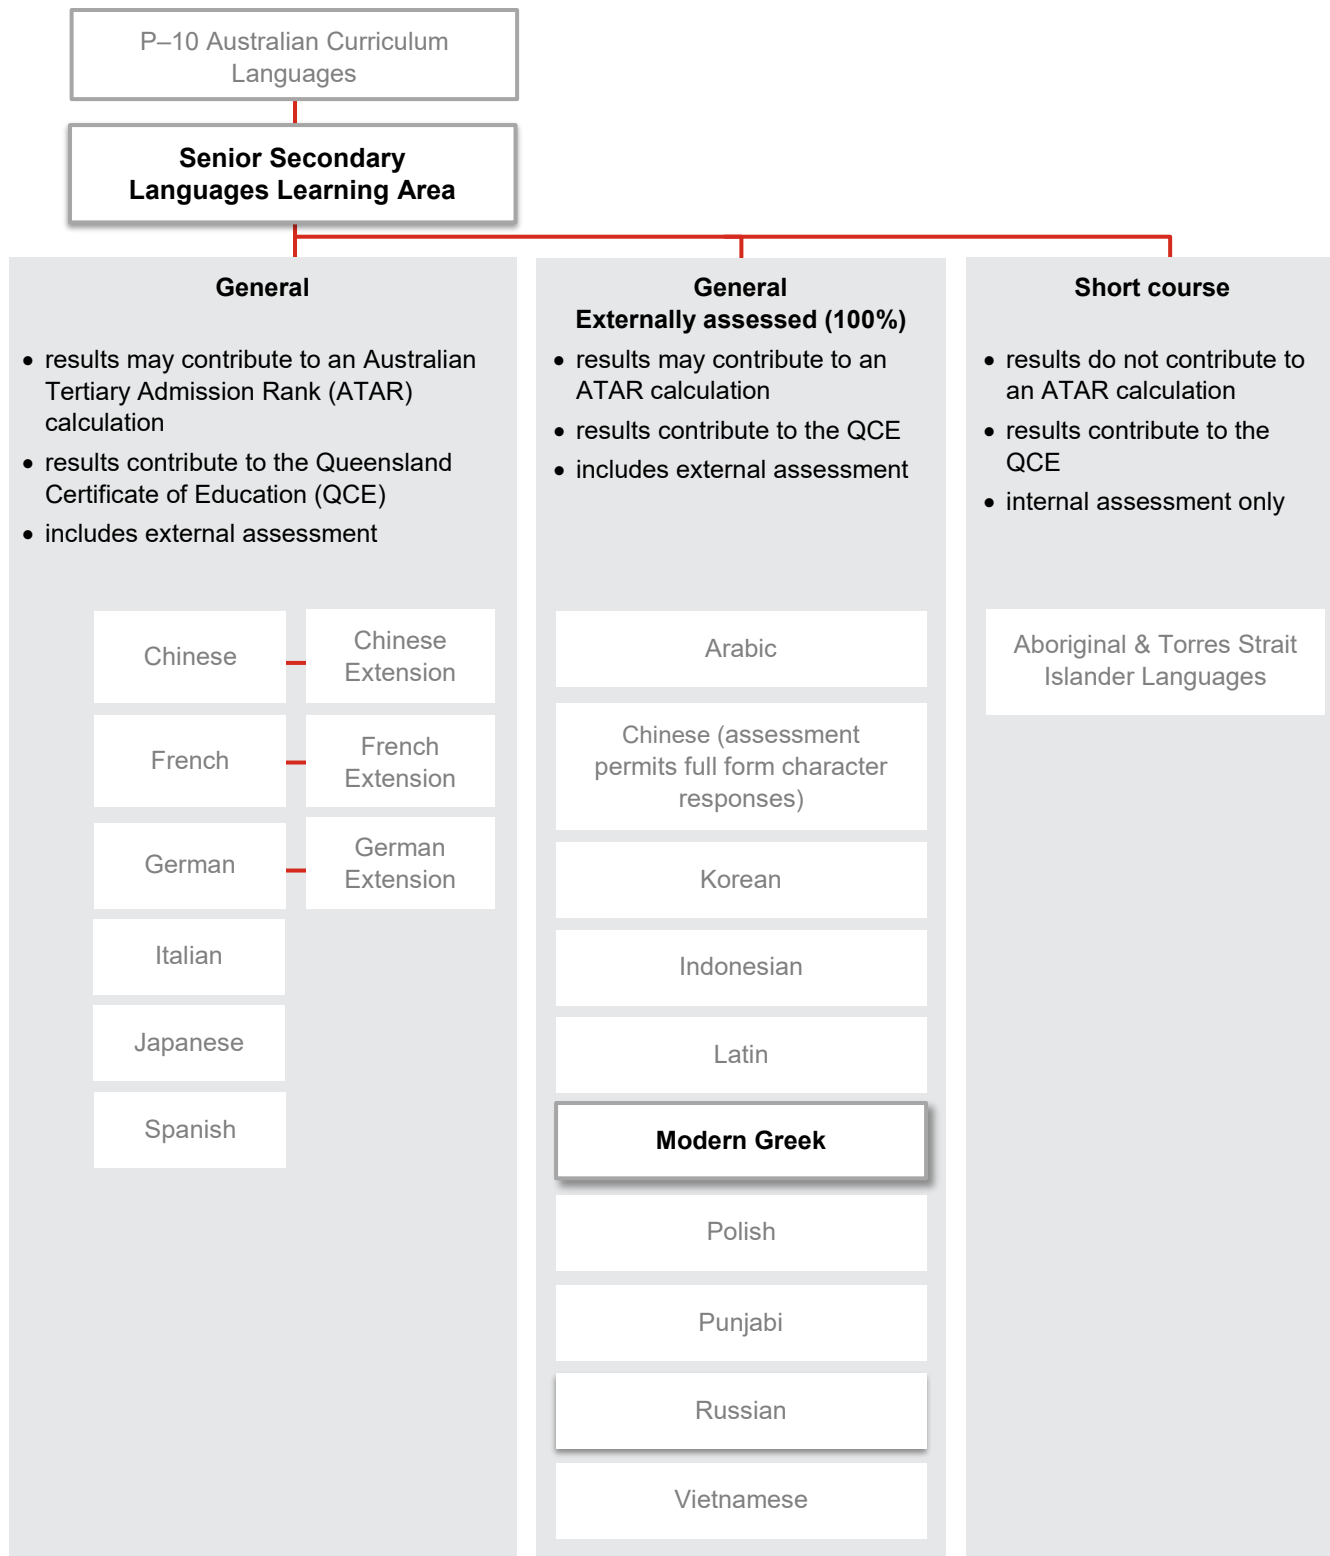 P–10 Australian Curriculum
Languages
Senior Secondary
Languages Learning Area
General
• results may contribute to an Australian
Tertiary Admission Rank (ATAR)
calculation
• results contribute to the Queensland
Certificate of Education (QCE)
• includes external assessment
Chinese
Chinese
Extension
French
French
Extension
German
German
Extension
Italian
Japanese
Spanish
General
Externally assessed (100%)
• results may contribute to an
ATAR calculation
• results contribute to the QCE
• includes external assessment
Arabic
Chinese (assessment
permits full form character
responses)
Korean
Indonesian
Latin
Modern Greek
Polish
Punjabi
Russian
Vietnamese
Short course
• results do not contribute to
an ATAR calculation
• results contribute to the
QCE
• internal assessment only
Aboriginal & Torres Strait
Islander Languages